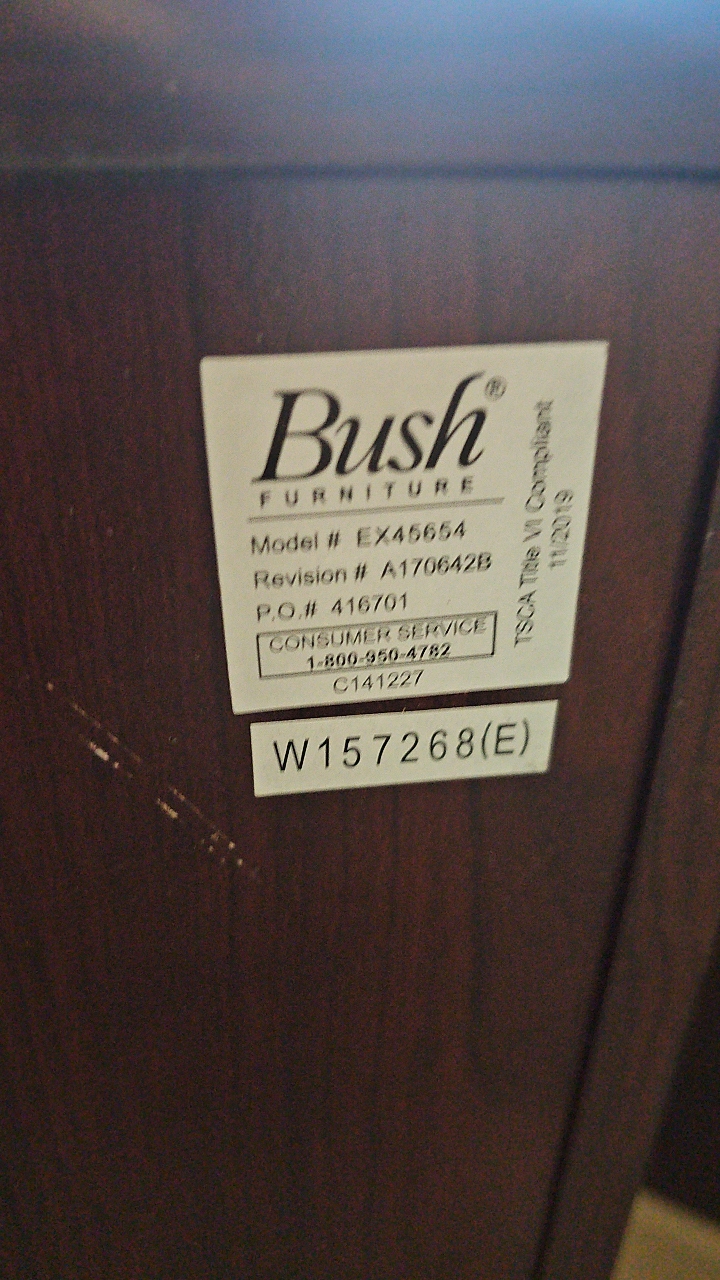 Bush®
FURNITURE
Model # EX45654
Revision # A170642B
P.O.# 416701
CONSUMER SERVICE
1-800-950-4782
C141227
TSCA Title VI Compliant
11/2019
W157268(E)